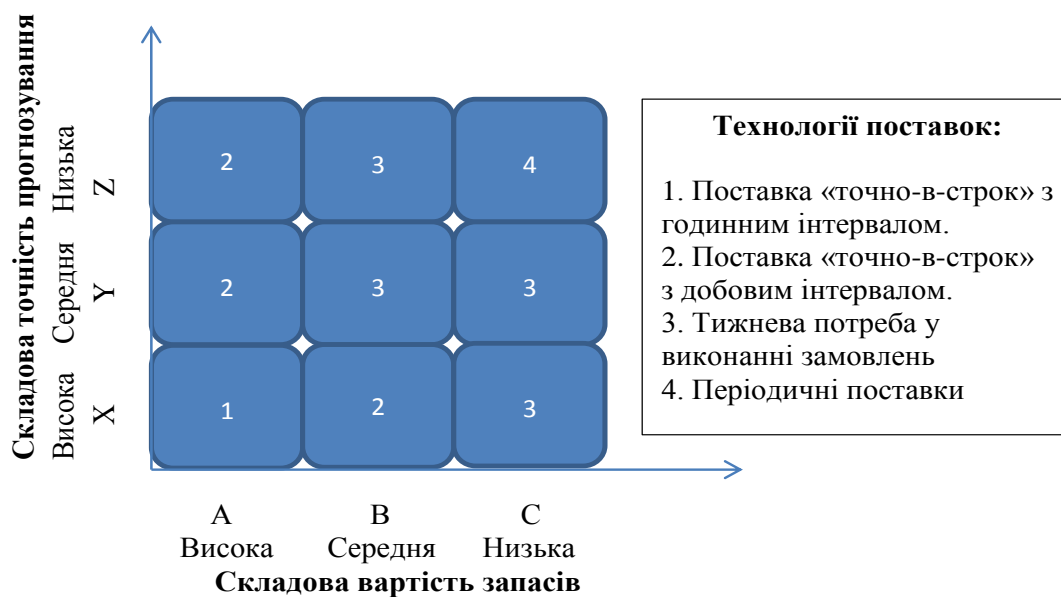 Складова точність прогнозування
Низька
Z
2
3
4
Середня
Y
2
3
3
Висока
X
1
2
3
A
B
C
Висока
Середня
Низька
Складова вартість запасів
Технології поставок:
1. Поставка «точно-в-строк» з
годинним інтервалом.
2. Поставка «точно-в-строк»
з добовим інтервалом.
3. Тижнева потреба у
виконанні замовлень
4. Періодичні поставки